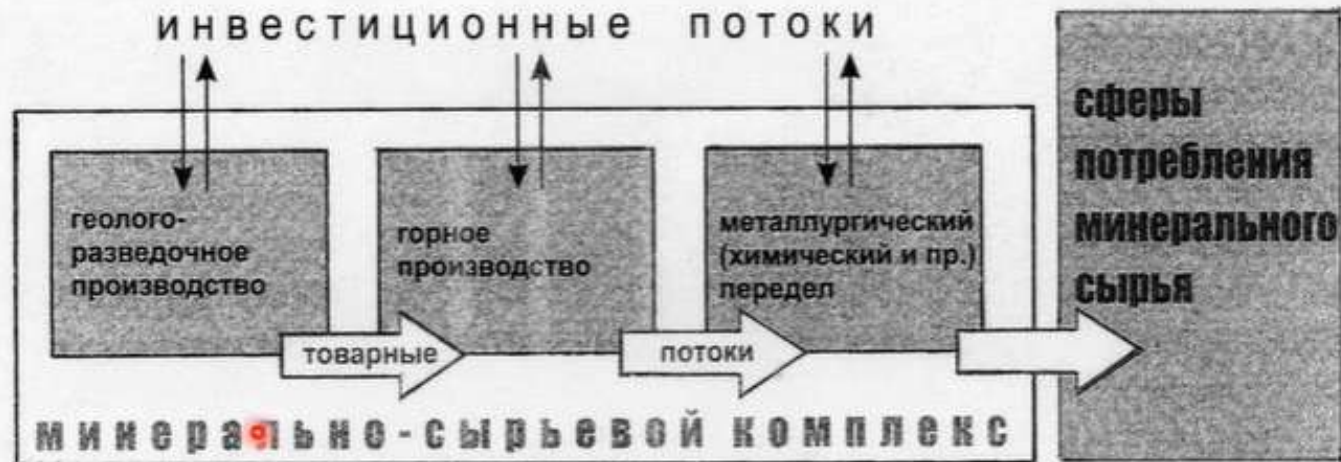 инвестиционные потоки
геолого-
разведочное
производство
горное
производство
металлургический
(химический и пр.)
передел
товарные
потоки
минерально-сырьевой комплекс
сферы
потребления
минерального
сырья